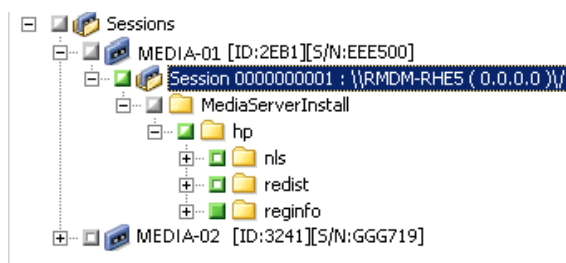 Sessions
MEDIA-01 [ID:2EB1][S/N:EEE500]
Session 0000000001 : \\RMDM-RHE5 ( 0.0.0.0 )\/
MediaServerInstall
hp
nls
redist
reginfo
MEDIA-02 [ID:3241][S/N:GGG719]